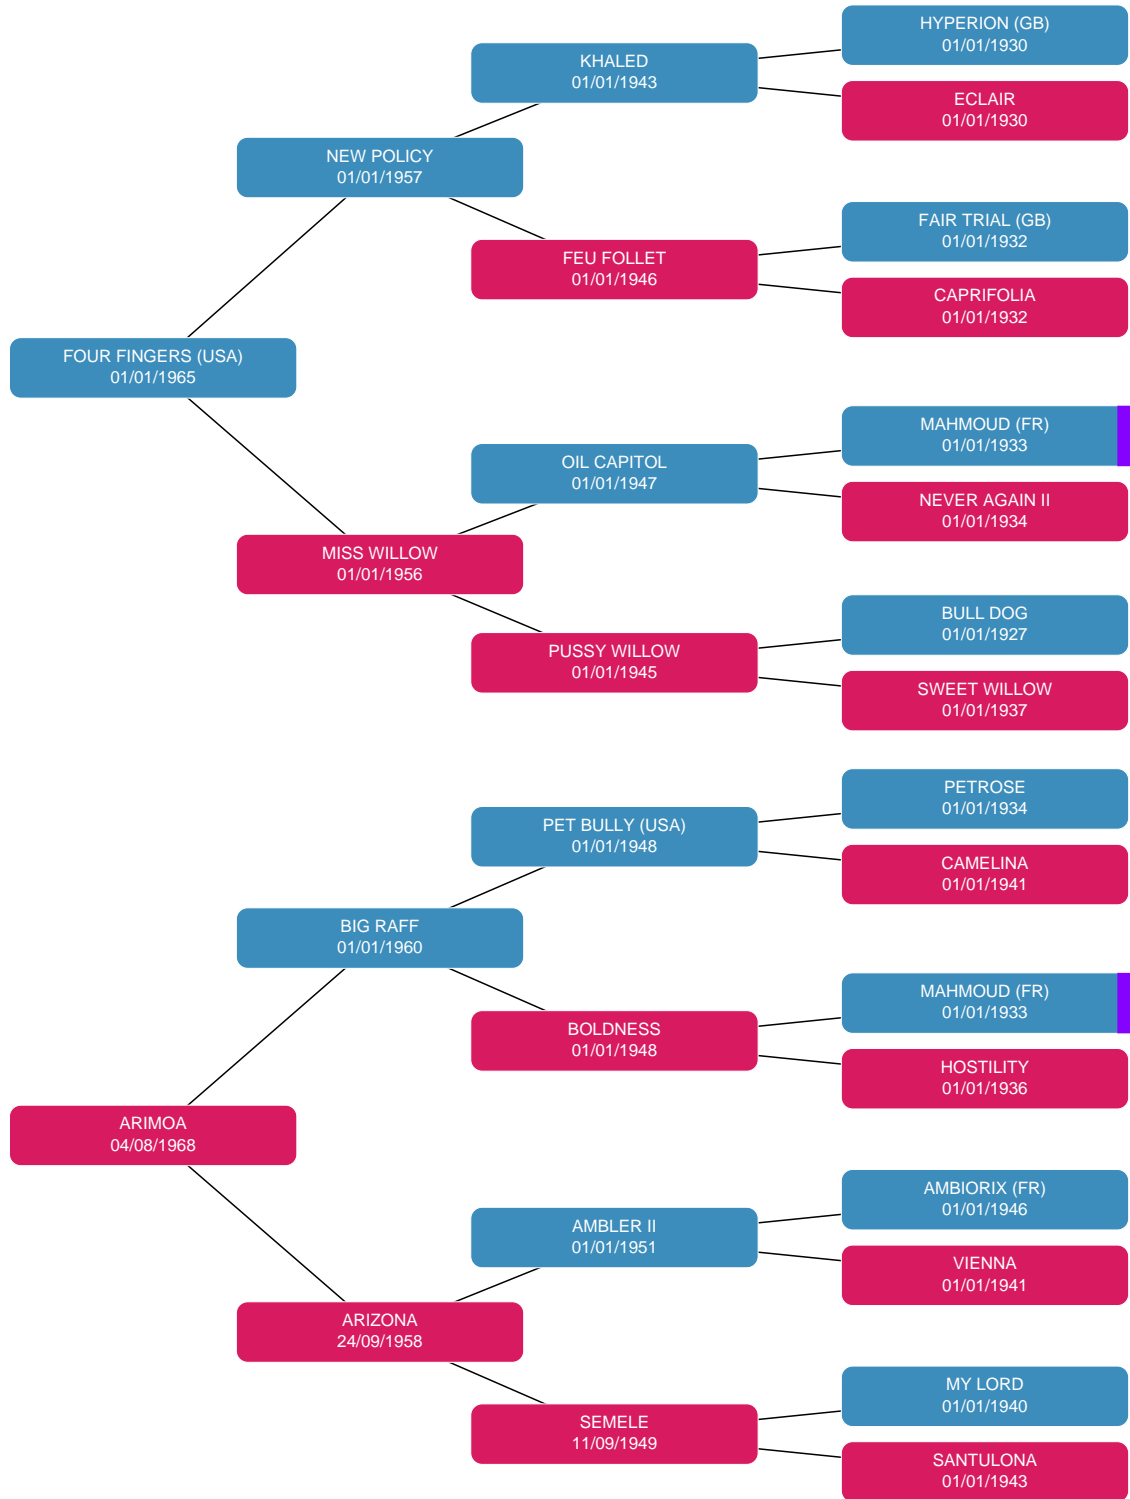 HYPERION (GB)
01/01/1930
KHALED
01/01/1943
ECLAIR
01/01/1930
NEW POLICY
01/01/1957
FAIR TRIAL (GB)
01/01/1932
FEU FOLLET
01/01/1946
CAPRIFOLIA
01/01/1932
FOUR FINGERS (USA)
01/01/1965
MAHMOUD (FR)
01/01/1933
OIL CAPITOL
01/01/1947
NEVER AGAIN II
01/01/1934
MISS WILLOW
01/01/1956
BULL DOG
01/01/1927
PUSSY WILLOW
01/01/1945
SWEET WILLOW
01/01/1937
PETROSE
01/01/1934
PET BULLY (USA)
01/01/1948
CAMELINA
01/01/1941
BIG RAFF
01/01/1960
MAHMOUD (FR)
01/01/1933
BOLDNESS
01/01/1948
HOSTILITY
01/01/1936
ARIMOA
04/08/1968
AMBIORIX (FR)
01/01/1946
AMBLER II
01/01/1951
VIENNA
01/01/1941
ARIZONA
24/09/1958
MY LORD
01/01/1940
SEMELE
11/09/1949
SANTULONA
01/01/1943